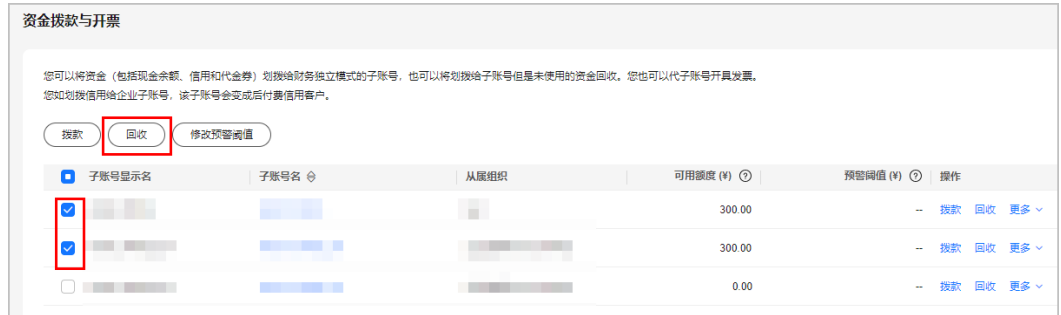 资金拨款与开票
您可以将资金（包括现金余额、信用和代金券）划拨给财务独立模式的子账号，也可以将划拨给子账号但是未使用的资金回收。您也可以代子账号开具发票。
您如划拨信用给企业子账号，该子账号会变成后付费信用客户。
拨款 回收 修改预警阈值
子账号显示名 子账号名 从属组织 可用额度 (¥) ? 预警阈值 (¥) ? 操作
300.00 -- 拨款 回收 更多
300.00 -- 拨款 回收 更多
0.00 -- 拨款 回收 更多